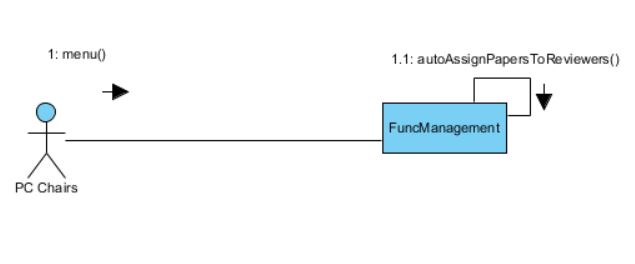 1: menu()
1.1: autoAssignPapersToReviewers()
FuncManagement
PC Chairs